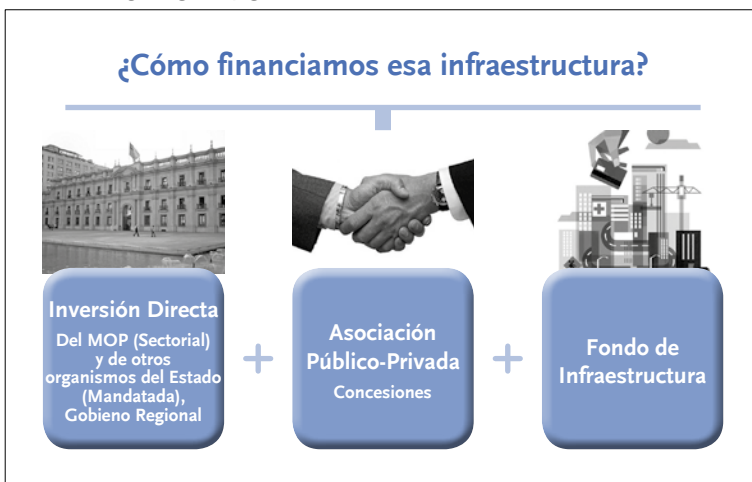 ¿Cómo financiamos esa infraestructura?
Inversión Directa
Del MOP (Sectorial)
y de otros
organismos del Estado
(Mandatada),
Gobieno Regional
+
Asociación
Público-Privada
Concesiones
+
Fondo de
Infraestructura